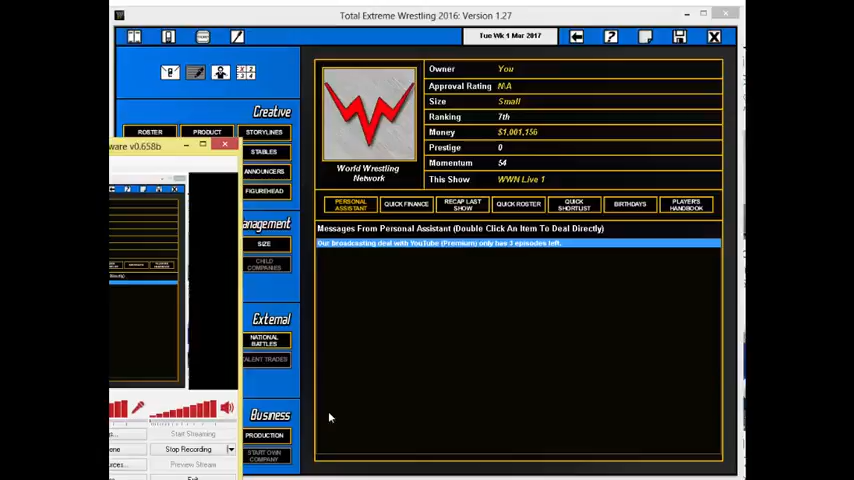 Total Extreme Wrestling 2016: Version 1.27
Tue Wk 1 Mar 2017
Creative
ROSTER
PRODUCT
STORYLINES
STABLES
ANNOUNCERS
FIGUREHEAD
ware v0.658b
anagement
SIZE
CHILD
COMPANIES
External
NATIONAL
BATTLES
TALENT TRADES
Business
PRODUCTION
START OWN
COMPANY
Start Streaming
Stop Recording
Preview Stream
Exit
World Wrestling
Network
Owner You
Approval Rating N\A
Size Small
Ranking 7th
Money $1,001,156
Prestige 0
Momentum 54
This Show WWN Live 1
PERSONAL
ASSISTANT
QUICK FINANCE
RECAP LAST
SHOW
QUICK ROSTER
QUICK
SHORTLIST
BIRTHDAYS
PLAYER'S
HANDBOOK
Messages From Personal Assistant (Double Click An Item To Deal Directly)
Our broadcasting deal with YouTube (Premium) only has 3 episodes left.